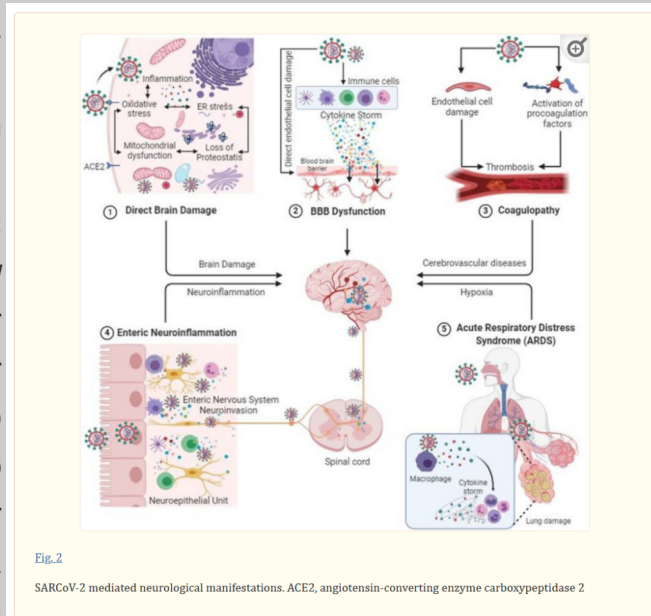 Inflammation
Oxidative
stress
ER stress
Mitochondrial
dysfunction
Loss of
Proteostatis
ACE2
1 Direct Brain Damage
Direct endothelial cell damage
Immune cells
Cytokine Storm
Blood brain
barrier
2 BBB Dysfunction
Endothelial cell
damage
Activation of
procoagulation
factors
Thrombosis
3 Coagulopathy
Brain Damage
Neuroinflammation
Cerebrovascular diseases
Hypoxia
4 Enteric Neuroinflammation
Enteric Nervous System
Neuroinvasion
Neuroepithelial Unit
Spinal cord
5 Acute Respiratory Distress
Syndrome (ARDS)
Macrophage
Cytokine
storm
Lung damage
Fig. 2
SARCoV-2 mediated neurological manifestations. ACE2, angiotensin-converting enzyme carboxypeptidase 2